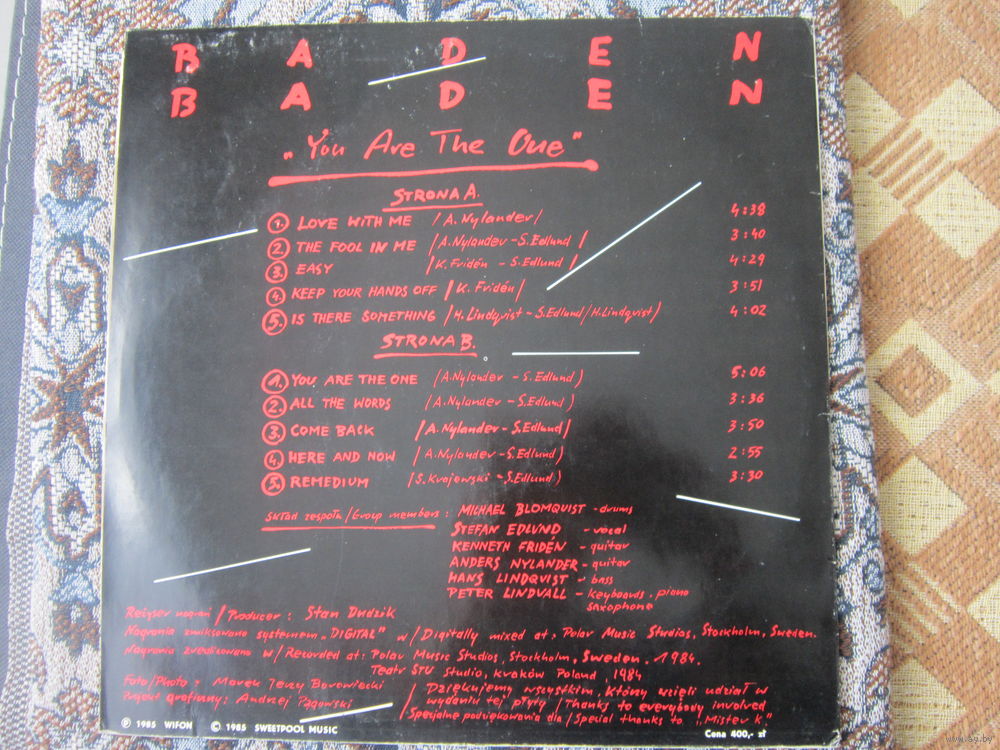 BADEN
BADEN
„You Are The One"
STRONA A.
1. LOVE WITH ME /A. Nylander/ 4:38
2. THE FOOL IN ME /A. Nylander - S. Edlund/ 3:40
3. EASY /K. Fridén - S. Edlund/ 4:29
4. KEEP YOUR HANDS OFF /K. Fridén/ 3:51
5. IS THERE SOMETHING /H. Lindqvist - S. Edlund/H. Lindqvist) 4:02
STRONA B.
1. YOU ARE THE ONE /A. Nylander - S. Edlund) 5:06
2. ALL THE WORDS /A. Nylander - S. Edlund) 3:36
3. COME BACK /A. Nylander - S. Edlund/ 3:50
4. HERE AND NOW /A. Nylander - S. Edlund) 2:55
5. REMEDIUM /S. Krajewski - S. Edlund) 3:30
Skład zespołu/Group members: MICHAEL BLOMQUIST - drums
STEFAN EDLUND - vocal
KENNETH FRIDÉN - guitar
ANDERS NYLANDER - guitar
HANS LINDQVIST - bass
PETER LINDVALL - keyboards, piano
saxophone
Reżyser nagrań/Producer: Stan Dudzik
Nagrania zmiksowano systemem „DIGITAL" w/Digitally mixed at: Polar Music Studios, Stockholm, Sweden.
Nagrania zrealizowano w/Recorded at: Polar Music Studios, Stockholm, Sweden. 1984.
Teatr STU Studio, Kraków Poland, 1984
Foto/Photo: Marek Jerzy Borowiecki
Projekt graficzny: Andrzej Pągowski
/Dziękujemy wszystkim, którzy wzięli udział w
wydaniu tej płyty/Thanks to everybody involved
/Specjalne podziękowania dla/Special thanks to „Mister K."
Ⓟ 1985 WIFON © 1985 SWEETPOOL MUSIC
Cena 400,- zł
www.ay.by